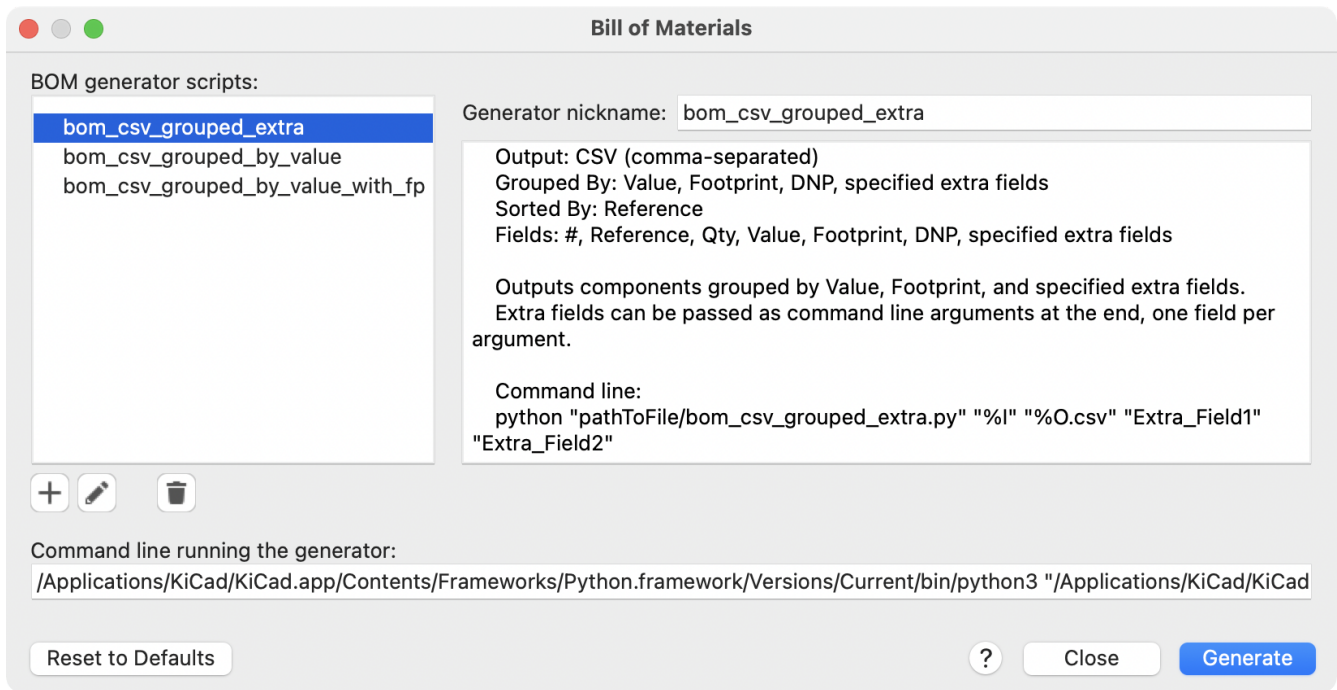 Bill of Materials
BOM generator scripts:
bom_csv_grouped_extra
bom_csv_grouped_by_value
bom_csv_grouped_by_value_with_fp
Generator nickname: bom_csv_grouped_extra
Output: CSV (comma-separated)
Grouped By: Value, Footprint, DNP, specified extra fields
Sorted By: Reference
Fields: #, Reference, Qty, Value, Footprint, DNP, specified extra fields
Outputs components grouped by Value, Footprint, and specified extra fields.
Extra fields can be passed as command line arguments at the end, one field per
argument.
Command line:
python "pathToFile/bom_csv_grouped_extra.py" "%I" "%O.csv" "Extra_Field1"
"Extra_Field2"
Command line running the generator:
/Applications/KiCad/KiCad.app/Contents/Frameworks/Python.framework/Versions/Current/bin/python3 "/Applications/KiCad/KiCad
Reset to Defaults
?
Close
Generate